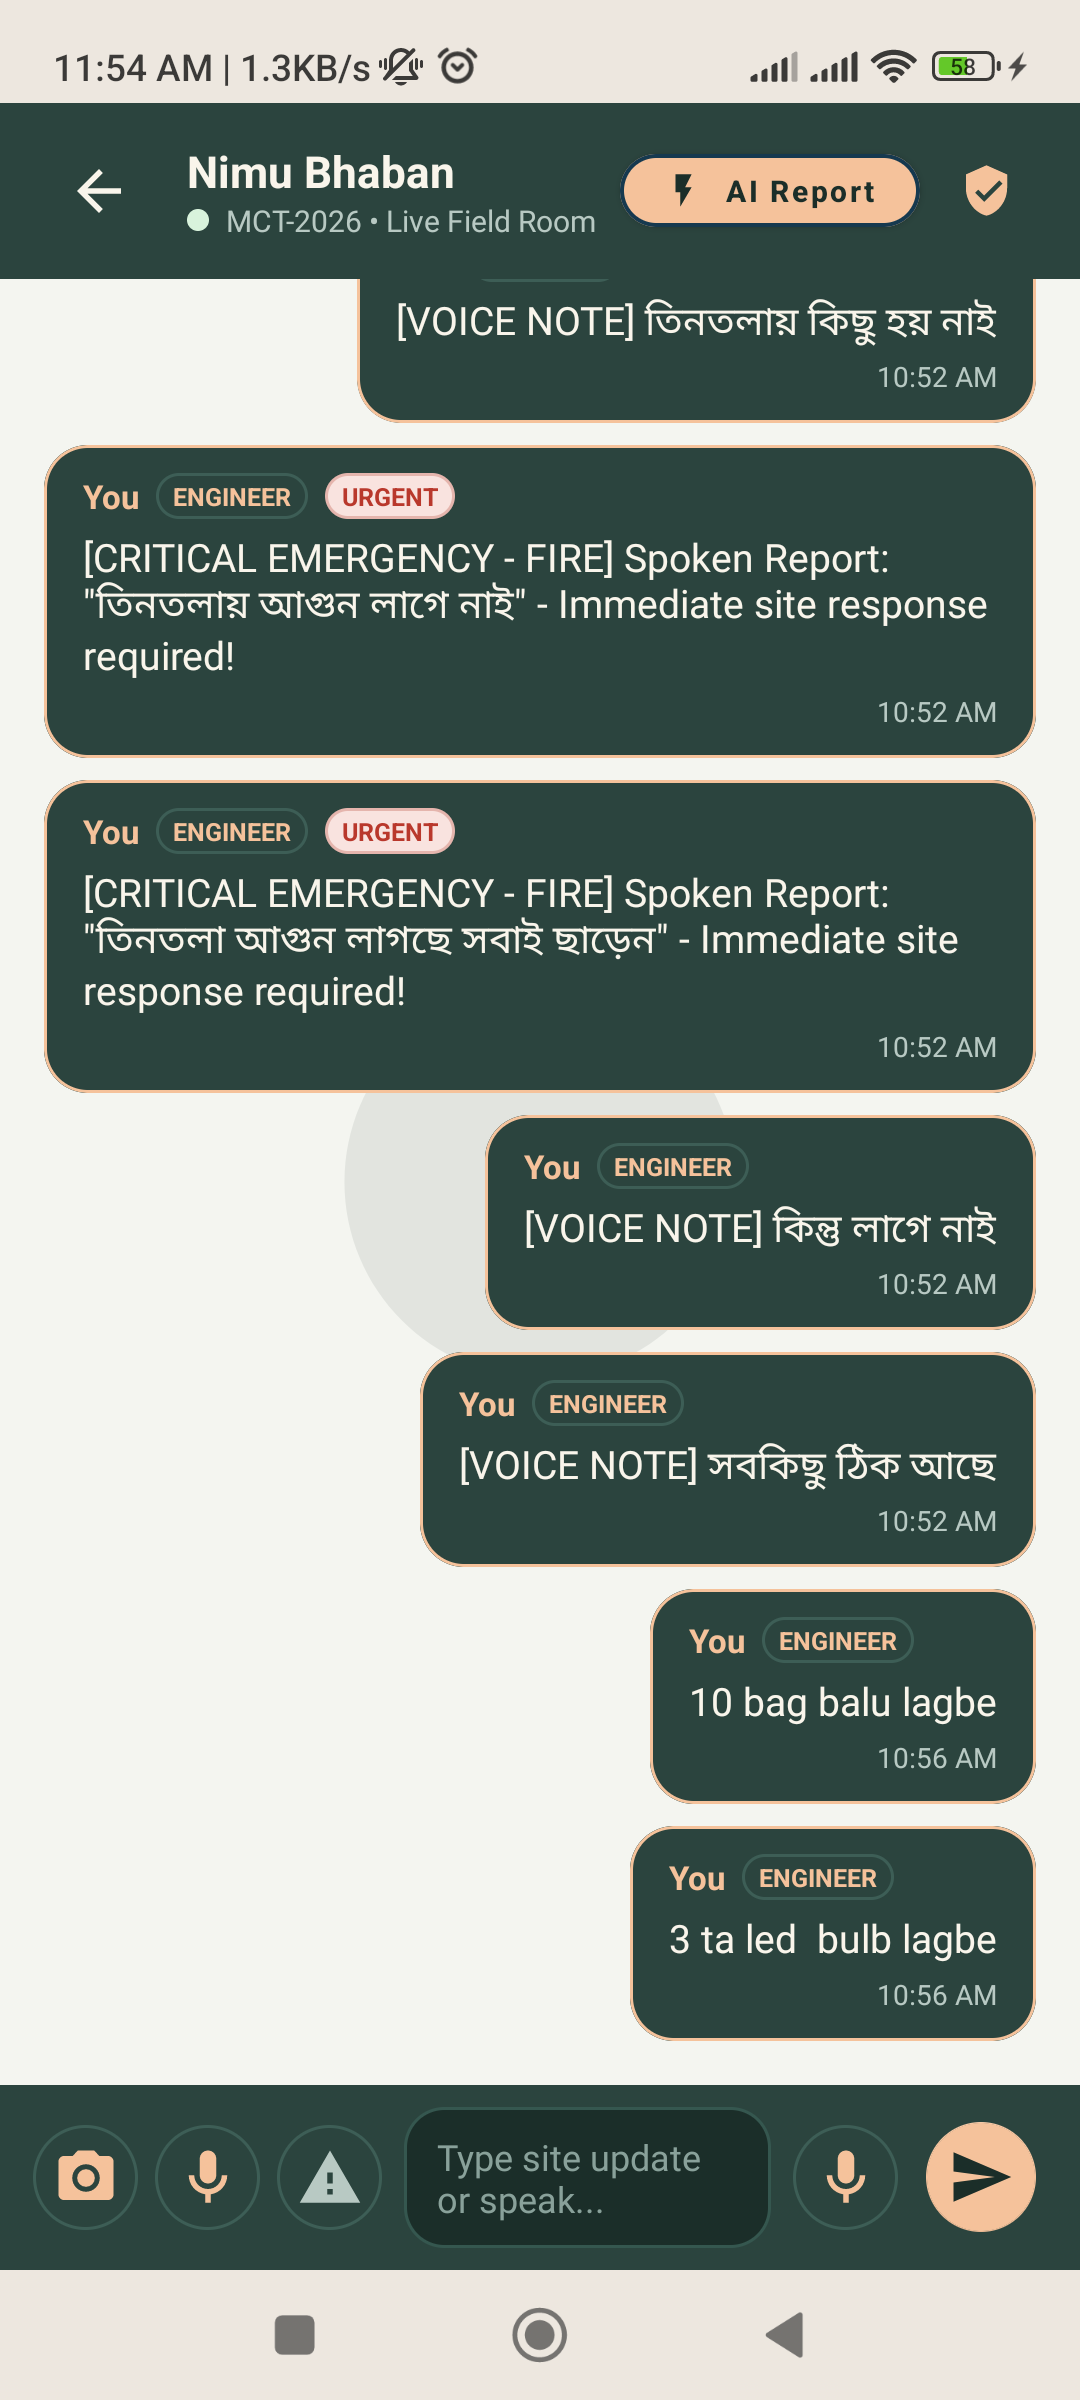 11:54 AM | 1.3KB/s
58
Nimu Bhaban
MCT-2026 • Live Field Room
AI Report
[VOICE NOTE] তিনতলায় কিছু হয় নাই
10:52 AM
You ENGINEER URGENT
[CRITICAL EMERGENCY - FIRE] Spoken Report:
"তিনতলায় আগুন লাগে নাই" - Immediate site response
required!
10:52 AM
You ENGINEER URGENT
[CRITICAL EMERGENCY - FIRE] Spoken Report:
"তিনতলা আগুন লাগছে সবাই ছাড়েন" - Immediate site
response required!
10:52 AM
You ENGINEER
[VOICE NOTE] কিন্তু লাগে নাই
10:52 AM
You ENGINEER
[VOICE NOTE] সবকিছু ঠিক আছে
10:52 AM
You ENGINEER
10 bag balu lagbe
10:56 AM
You ENGINEER
3 ta led  bulb lagbe
10:56 AM
Type site update
or speak...